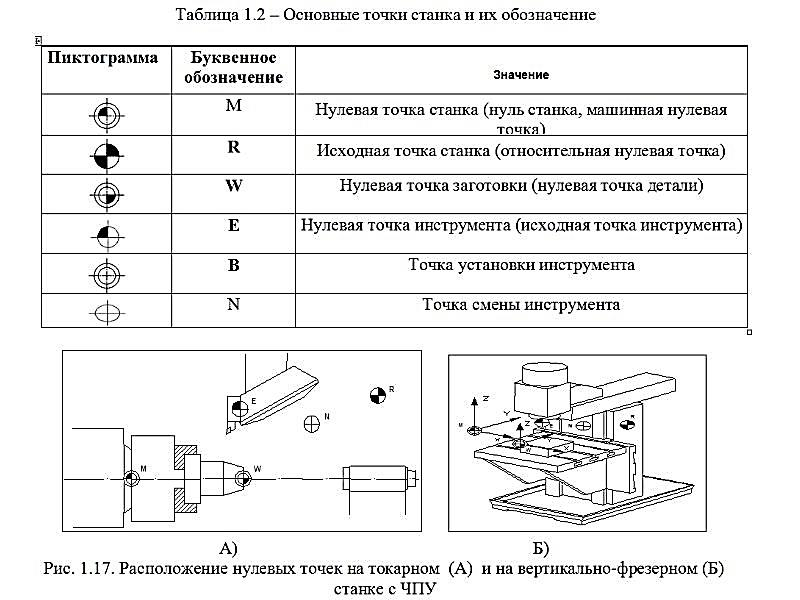 Таблица 1.2 – Основные точки станка и их обозначение
Пиктограмма
Буквенное
обозначение
Значение
M
Нулевая точка станка (нуль станка, машинная нулевая
точка)
R
Исходная точка станка (относительная нулевая точка)
W
Нулевая точка заготовки (нулевая точка детали)
E
Нулевая точка инструмента (исходная точка инструмента)
B
Точка установки инструмента
N
Точка смены инструмента
E
R
N
M
W
Z
M
Y
Z
E
N
R
W
А)
Б)
Рис. 1.17. Расположение нулевых точек на токарном (А) и на вертикально-фрезерном (Б)
станке с ЧПУ